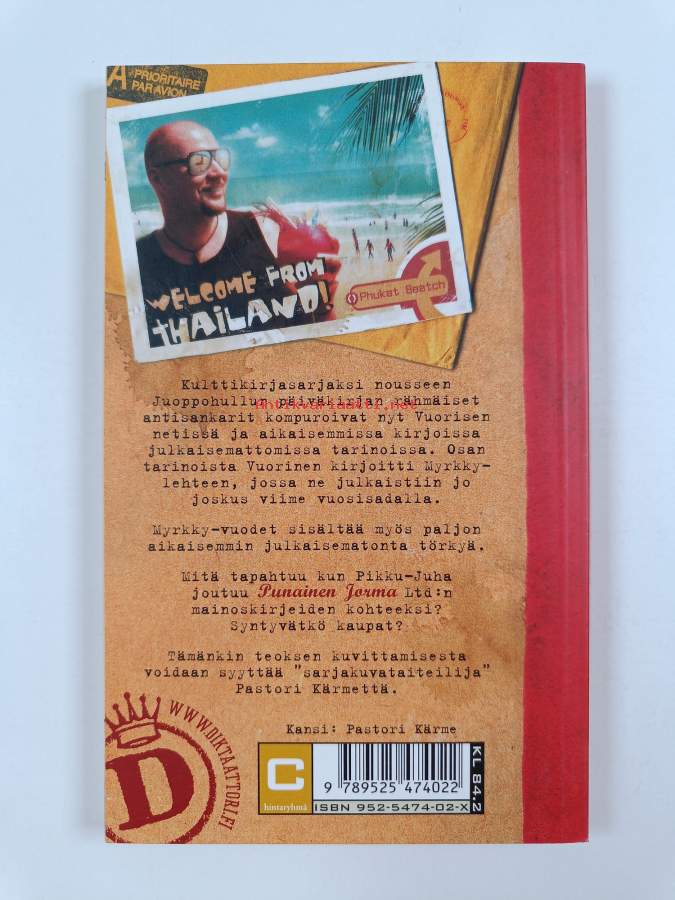 A PRIORITAIRE
PAR AVION
WELCOME FROM
THAILAND!
Phuket Beatch
Kulttikirjasarjaksi nousseen
Juoppohullun päiväkirjan rähmäiset
Antikvariaatti.net
antisankarit kompuroivat nyt Vuorisen
netissä ja aikaisemmissa kirjoissa
julkaisemattomissa tarinoissa. Osan
tarinoista Vuorinen kirjoitti Myrkky-
lehteen, jossa ne julkaistiin jo
joskus viime vuosisadalla.
Myrkky-vuodet sisältää myös paljon
aikaisemmin julkaisematonta törkyä.
Mitä tapahtuu kun Pikku-Juha
joutuu Punainen Jorma Ltd:n
mainoskirjeiden kohteeksi?
Syntyvätkö kaupat?
Tämänkin teoksen kuvittamisesta
voidaan syyttää "sarjakuvataiteilija"
Pastori Kärmettä.
Kansi: Pastori Kärme
WWW.DIKTAATTORI.FI
D
C
hintaryhmä
9 789525 474022
ISBN 952-5474-02-X
KL 84.2